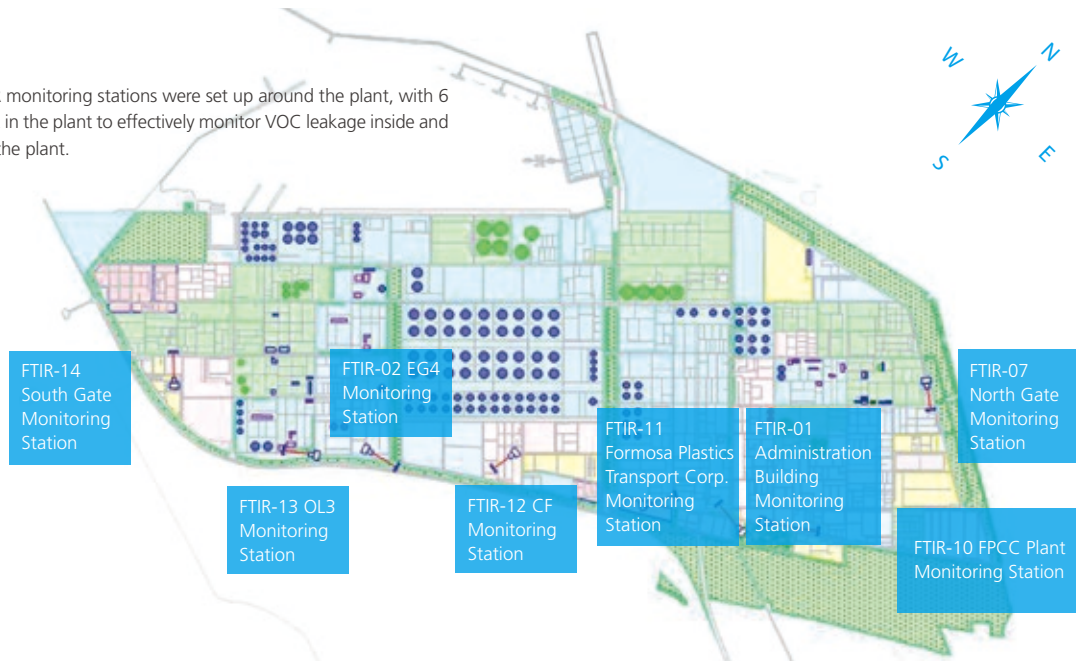 monitoring stations were set up around the plant, with 6
in the plant to effectively monitor VOC leakage inside and
the plant.
N
W
E
S
FTIR-14
South Gate
Monitoring
Station
FTIR-02 EG4
Monitoring
Station
FTIR-07
North Gate
Monitoring
Station
FTIR-11
Formosa Plastics
Transport Corp.
Monitoring
Station
FTIR-01
Administration
Building
Monitoring
Station
FTIR-13 OL3
Monitoring
Station
FTIR-12 CF
Monitoring
Station
FTIR-10 FPCC Plant
Monitoring Station